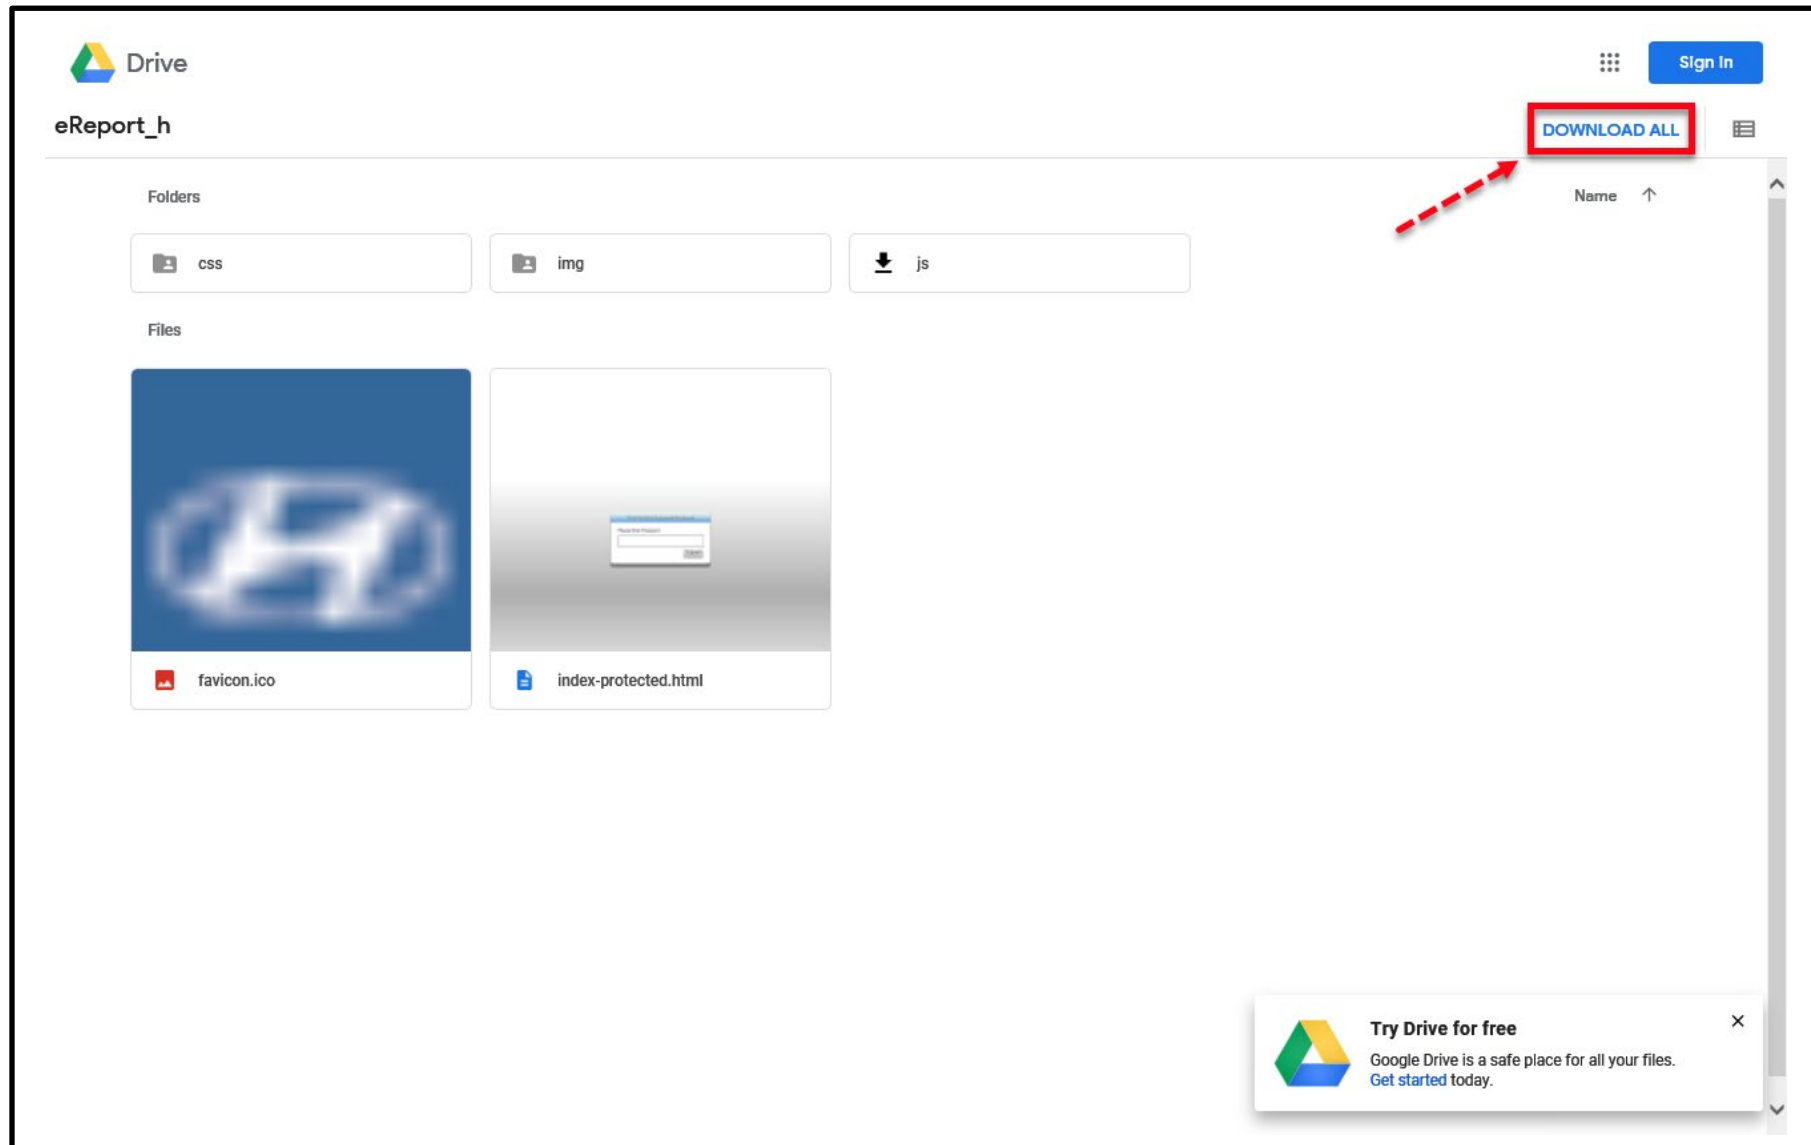 Drive
Sign in
eReport_h
DOWNLOAD ALL
Folders
Name
css
img
js
Files
favicon.ico
index-protected.html
Try Drive for free
Google Drive is a safe place for all your files.
Get started today.